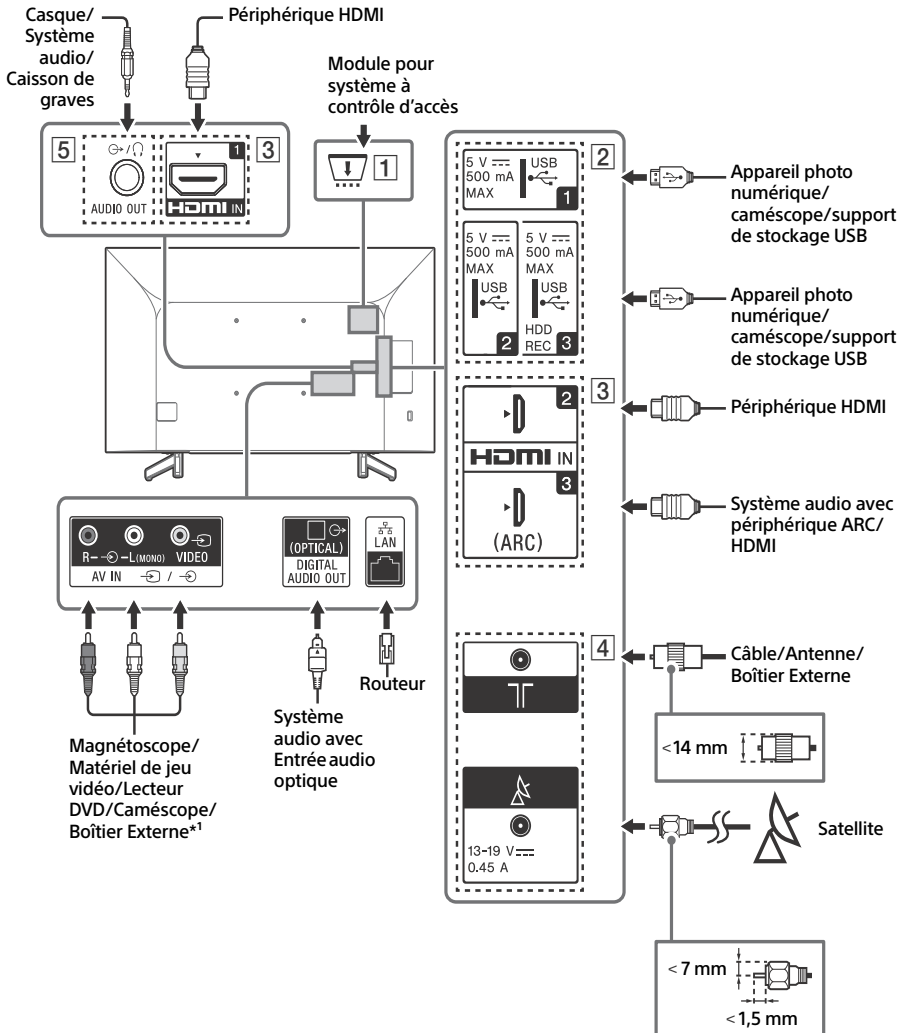 Casque/
Système
audio/
Caisson de
graves
Périphérique HDMI
Module pour
système à
contrôle d'accès
5
AUDIO OUT
1
3
HDMI IN
1
2
5 V
500 mA
MAX
USB
1
5 V
500 mA
MAX
USB
2
5 V
500 mA
MAX
USB
HDD
REC 3
Appareil photo
numérique/
caméscope/support
de stockage USB
Appareil photo
numérique/
caméscope/support
de stockage USB
3
2
HDMI IN
3
(ARC)
Périphérique HDMI
Système audio avec
périphérique ARC/
HDMI
R- -L(MONO) VIDEO
AV IN /
(OPTICAL)
DIGITAL
AUDIO OUT
LAN
Magnétoscope/
Matériel de jeu
vidéo/Lecteur
DVD/Caméscope/
Boîtier Externe*1
Système
audio avec
Entrée audio
optique
Routeur
4
Câble/Antenne/
Boîtier Externe
<14 mm
13-19 V
0.45 A
Satellite
<7 mm
<1,5 mm